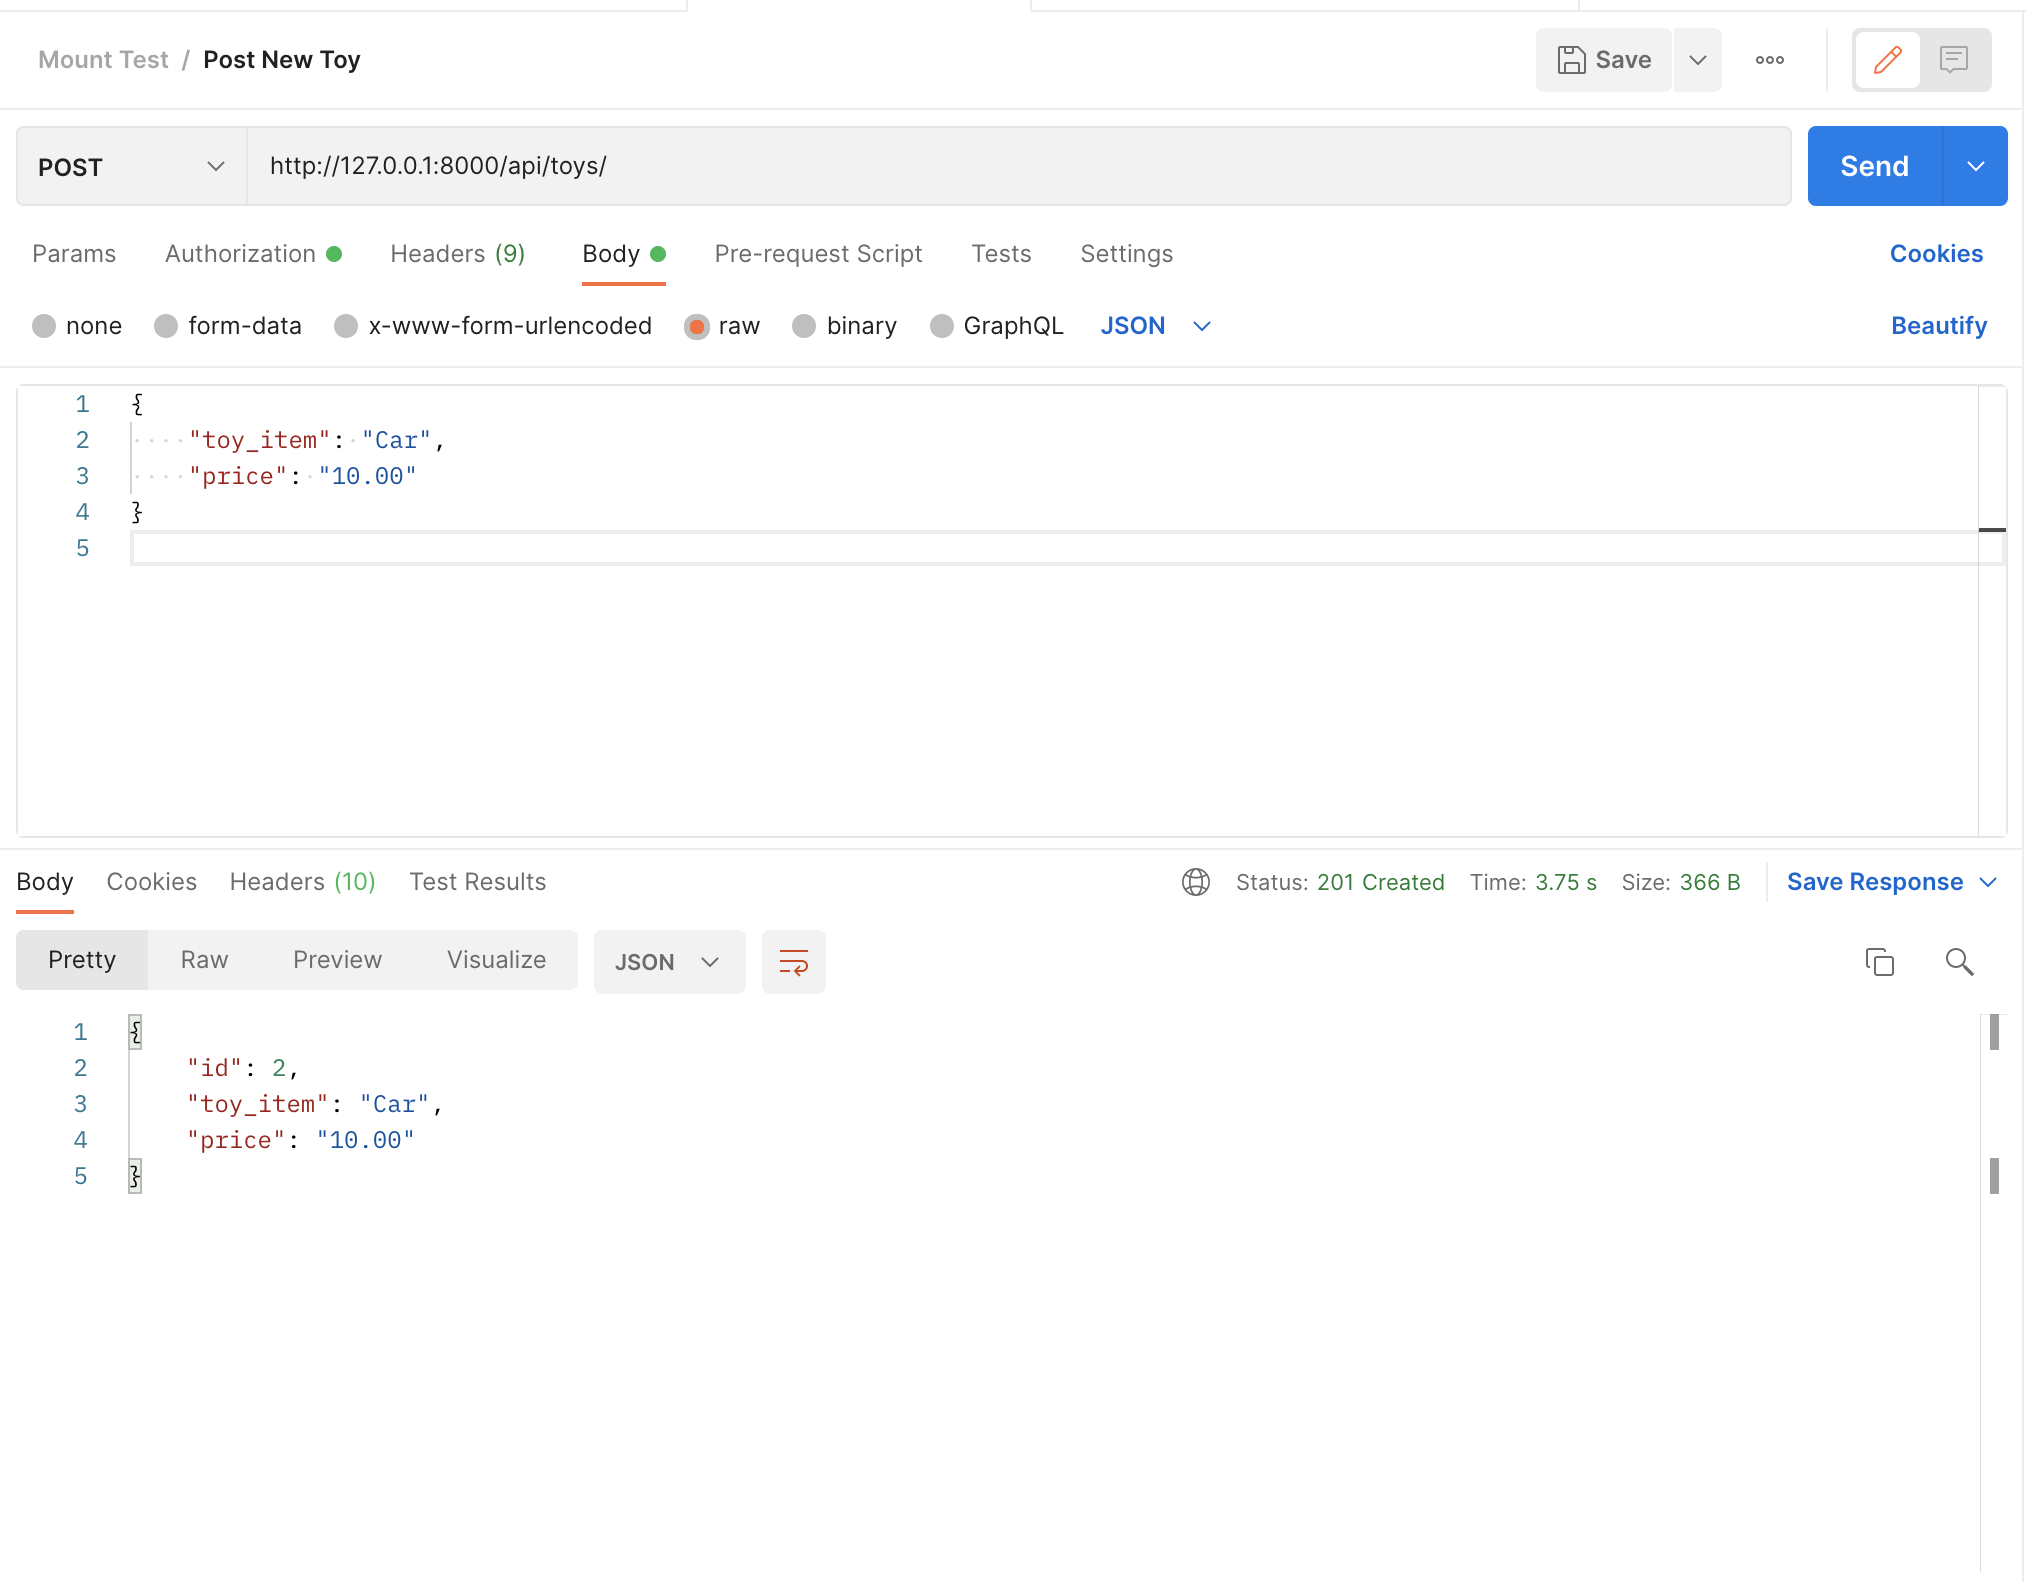 Mount Test / Post New Toy
Save
POST http://127.0.0.1:8000/api/toys/ Send
Params Authorization Headers (9) Body Pre-request Script Tests Settings Cookies
none form-data x-www-form-urlencoded raw binary GraphQL JSON Beautify
1 {
2 "toy_item": "Car",
3 "price": "10.00"
4 }
5
Body Cookies Headers (10) Test Results Status: 201 Created Time: 3.75 s Size: 366 B Save Response
Pretty Raw Preview Visualize JSON
1 {
2 "id": 2,
3 "toy_item": "Car",
4 "price": "10.00"
5 }